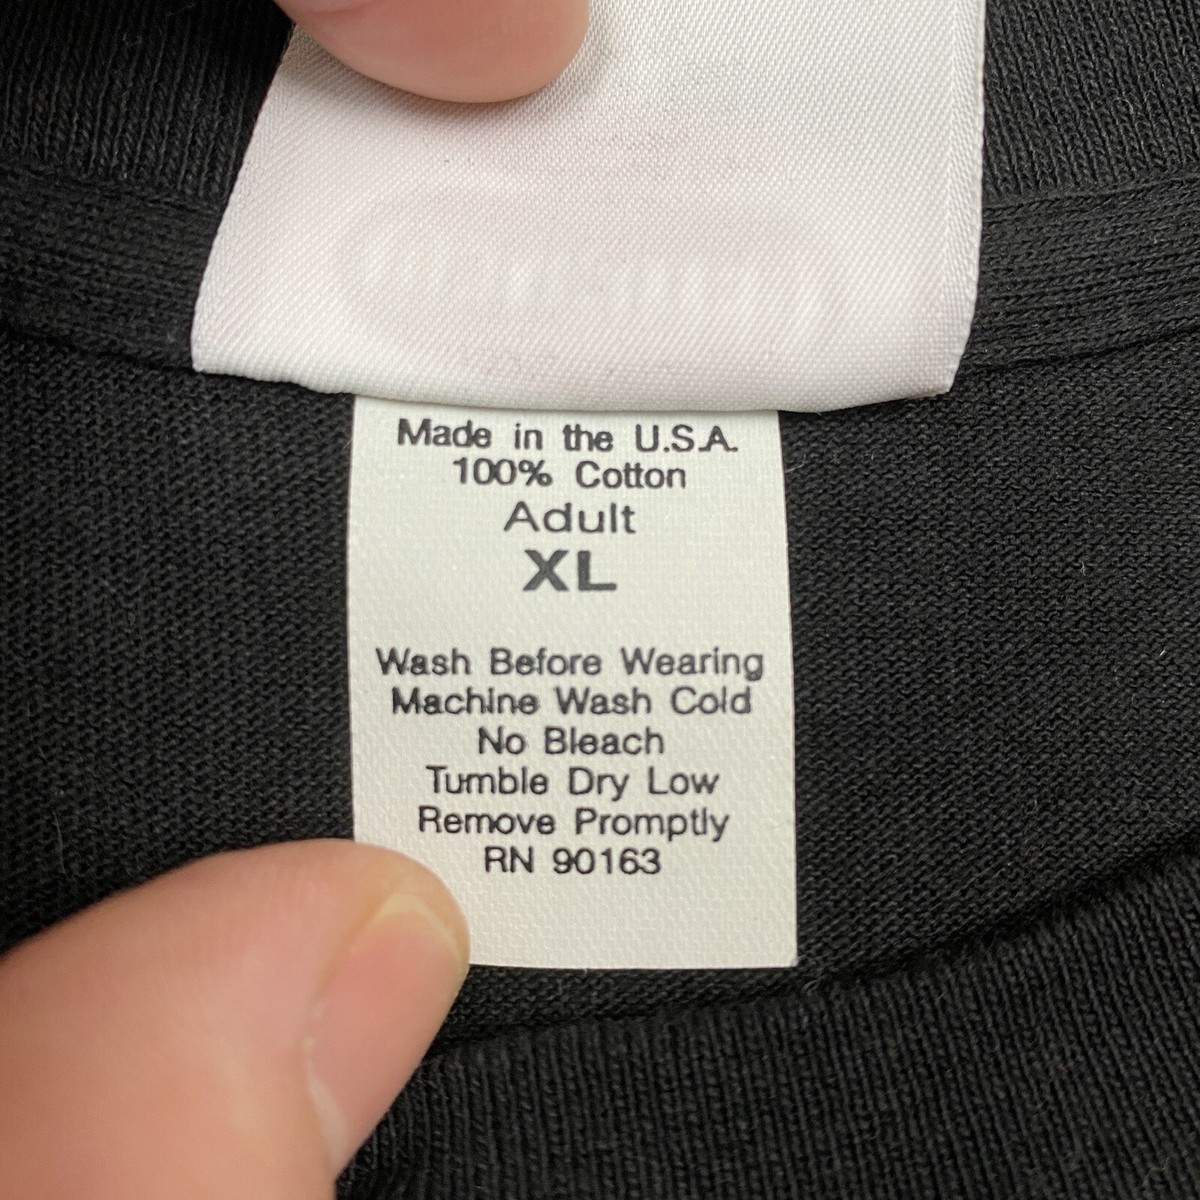 Made in the U.S.A.
100% Cotton
Adult
XL
Wash Before Wearing
Machine Wash Cold
No Bleach
Tumble Dry Low
Remove Promptly
RN 90163